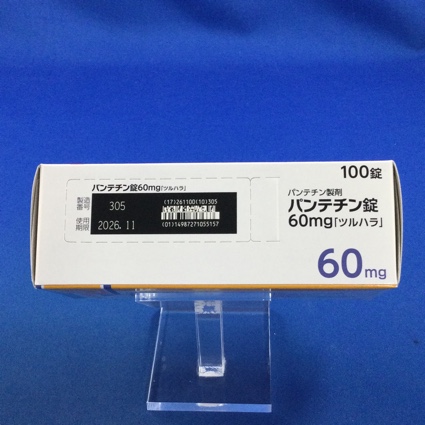 100錠
パンテチン製剤
パンテチン錠
60mg「ツルハラ」
60mg
パンテチン錠60mg「ツルハラ」
製造番号 305
使用期限 2026.11
(17)261100(10)305
(01)14987271055157